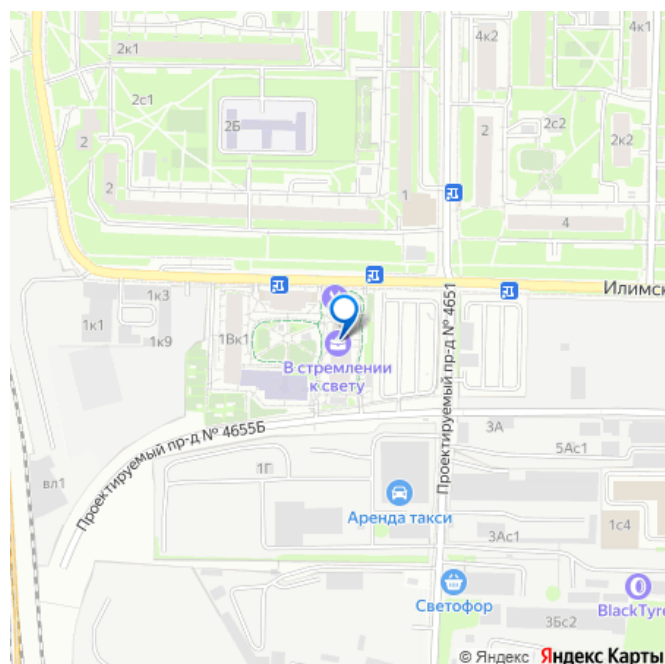 2к1
4к2
4к1
2с1
2Б
2
2с2
2к2
2
2
1
4
Илимск
1к3
1к1
1к9
1Вк1
В стремлении
к свету
Проектируемый пр-д № 4651
Проектируемый пр-д № 4655Б
3А
5Ас1
вл1
1Г
Аренда такси
3Ас1
1с4
Светофор
BlackTyre
3Бс2
© Яндекс Яндекс Карты